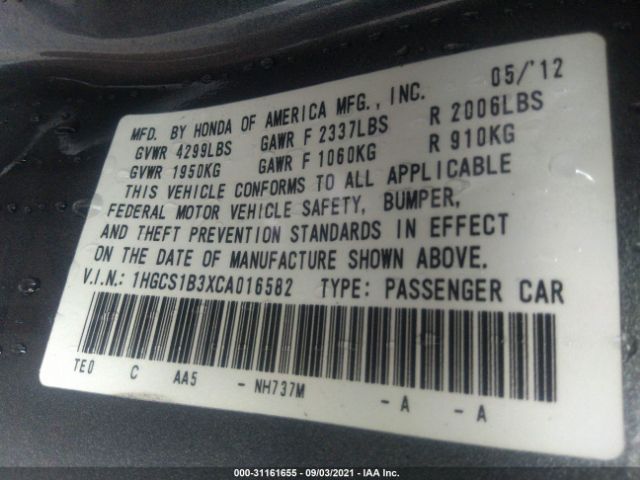 MFD. BY HONDA OF AMERICA MFG., INC. 05/'12
GVWR 4299LBS GAWR F 2337LBS R 2006LBS
GVWR 1950KG GAWR F 1060KG R 910KG
THIS VEHICLE CONFORMS TO ALL APPLICABLE
FEDERAL MOTOR VEHICLE SAFETY, BUMPER,
AND THEFT PREVENTION STANDARDS IN EFFECT
ON THE DATE OF MANUFACTURE SHOWN ABOVE.
V.I.N.: 1HGCS1B3XCA016582 TYPE: PASSENGER CAR
TE0 C AA5 - NH737M - A - A
000-31161655 - 09/03/2021 - IAA Inc.